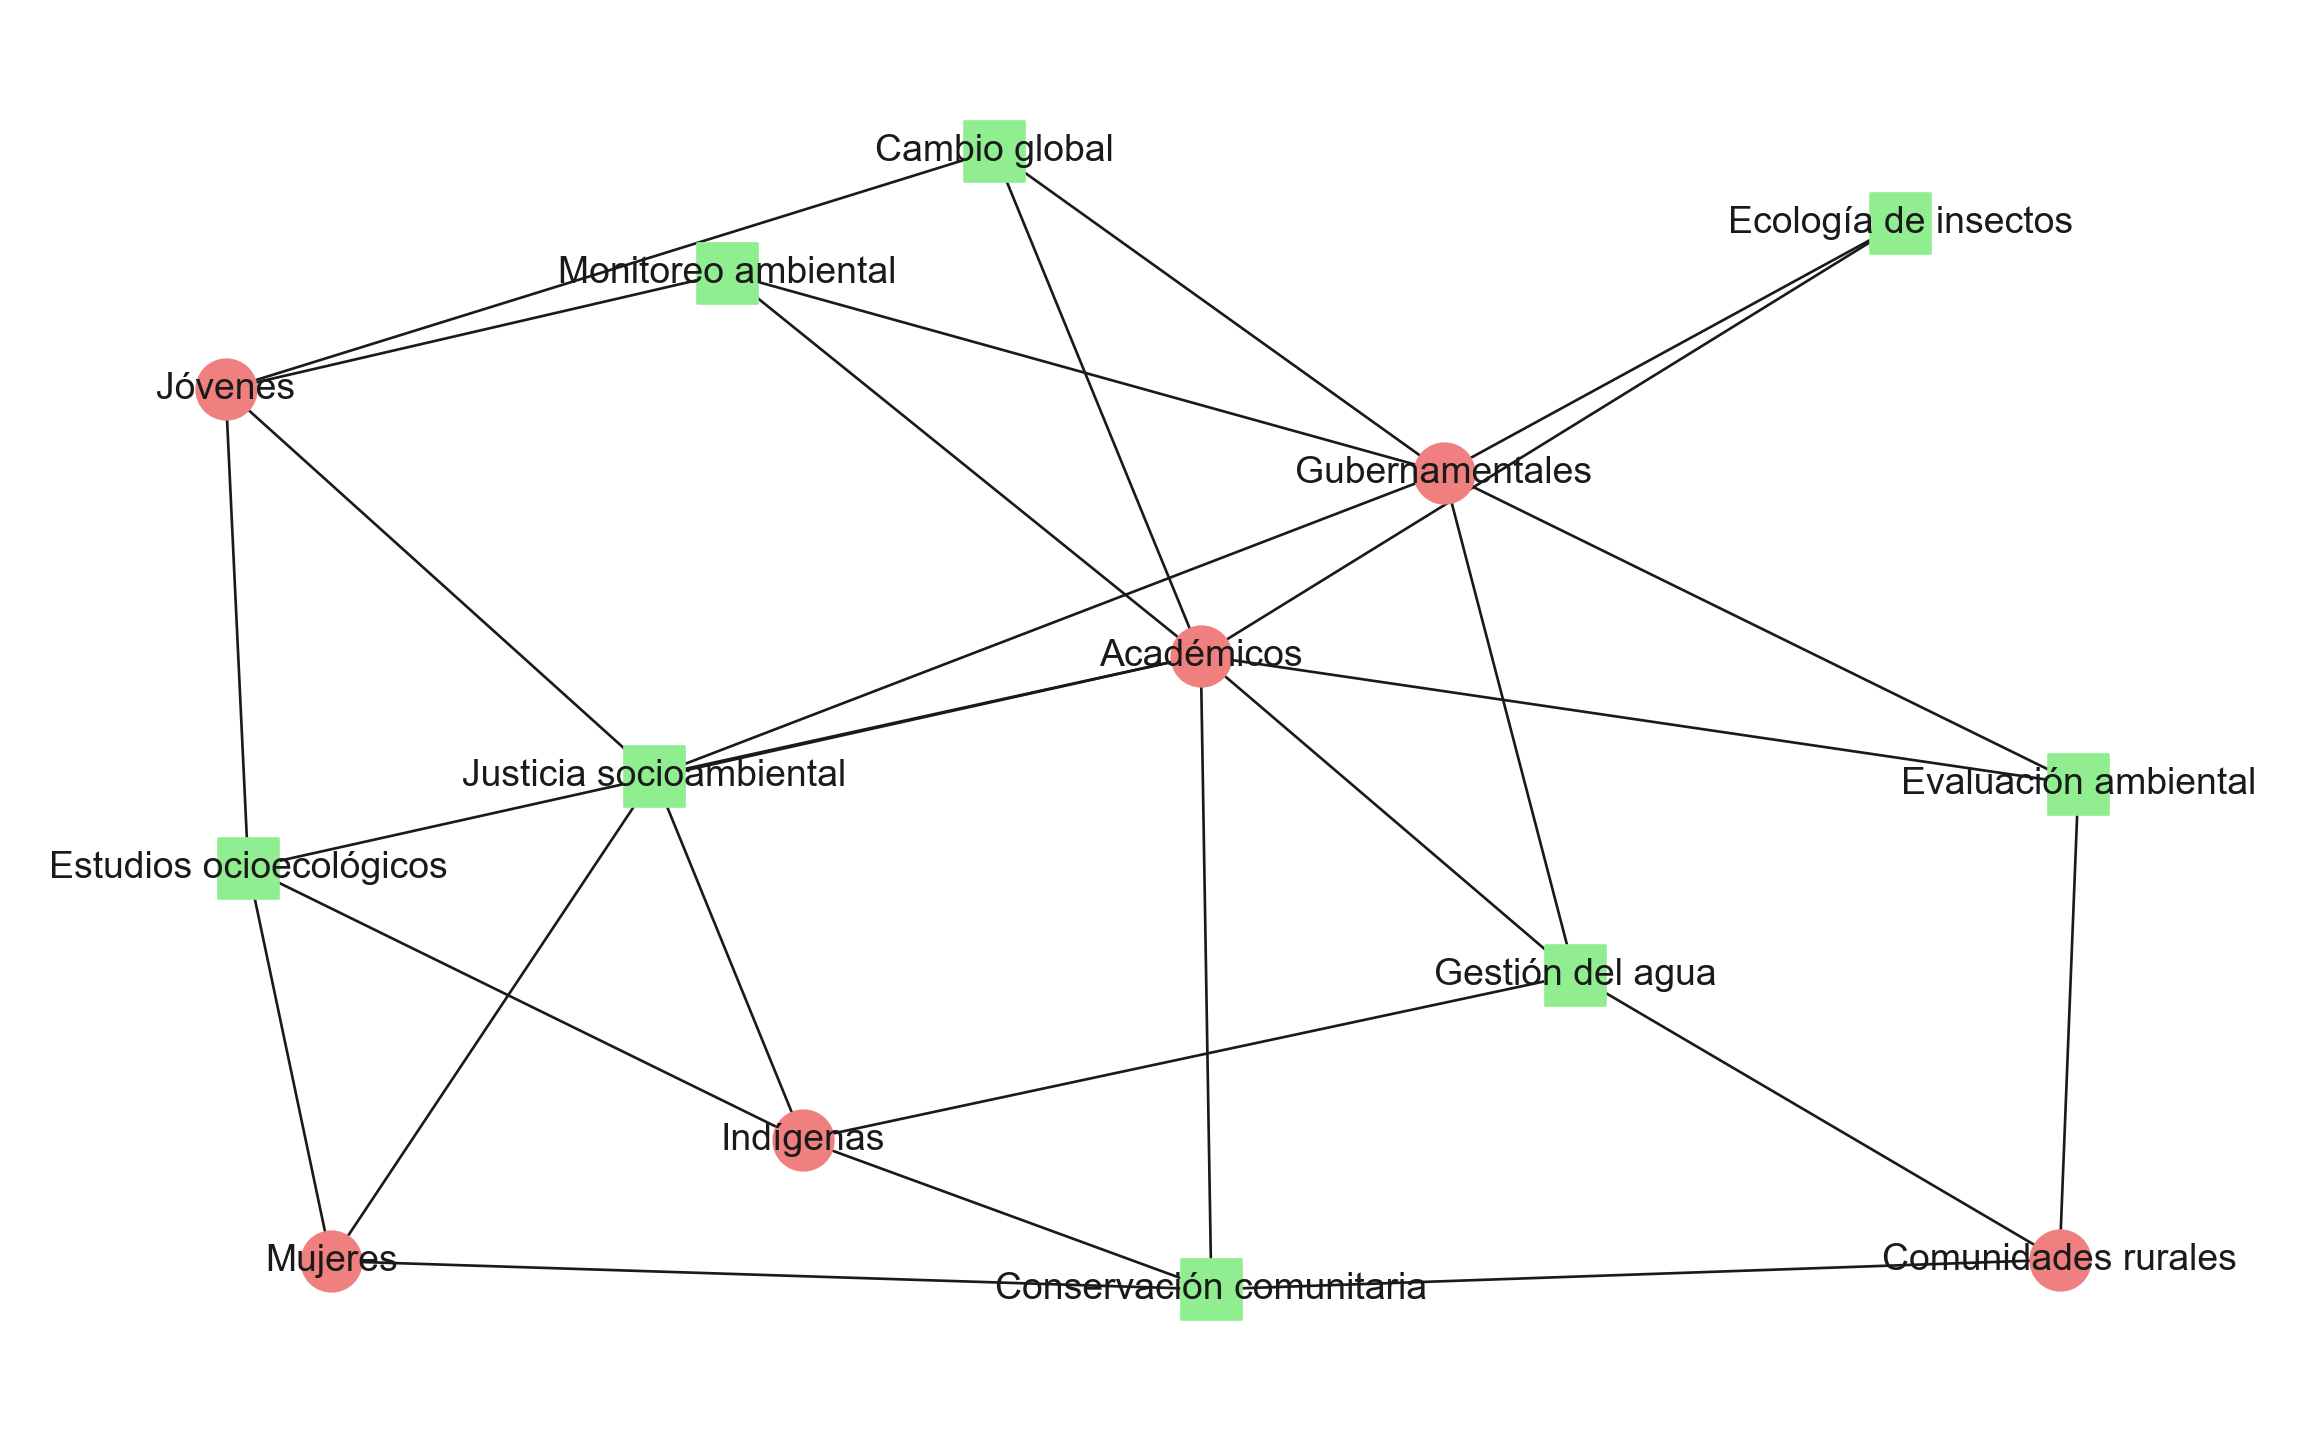 Cambio global
Ecología de insectos
Monitoreo ambiental
Jóvenes
Gubernamentales
Académicos
Justicia socioambiental
Evaluación ambiental
Estudios ocioecológicos
Gestión del agua
Indígenas
Mujeres
Comunidades rurales
Conservación comunitaria